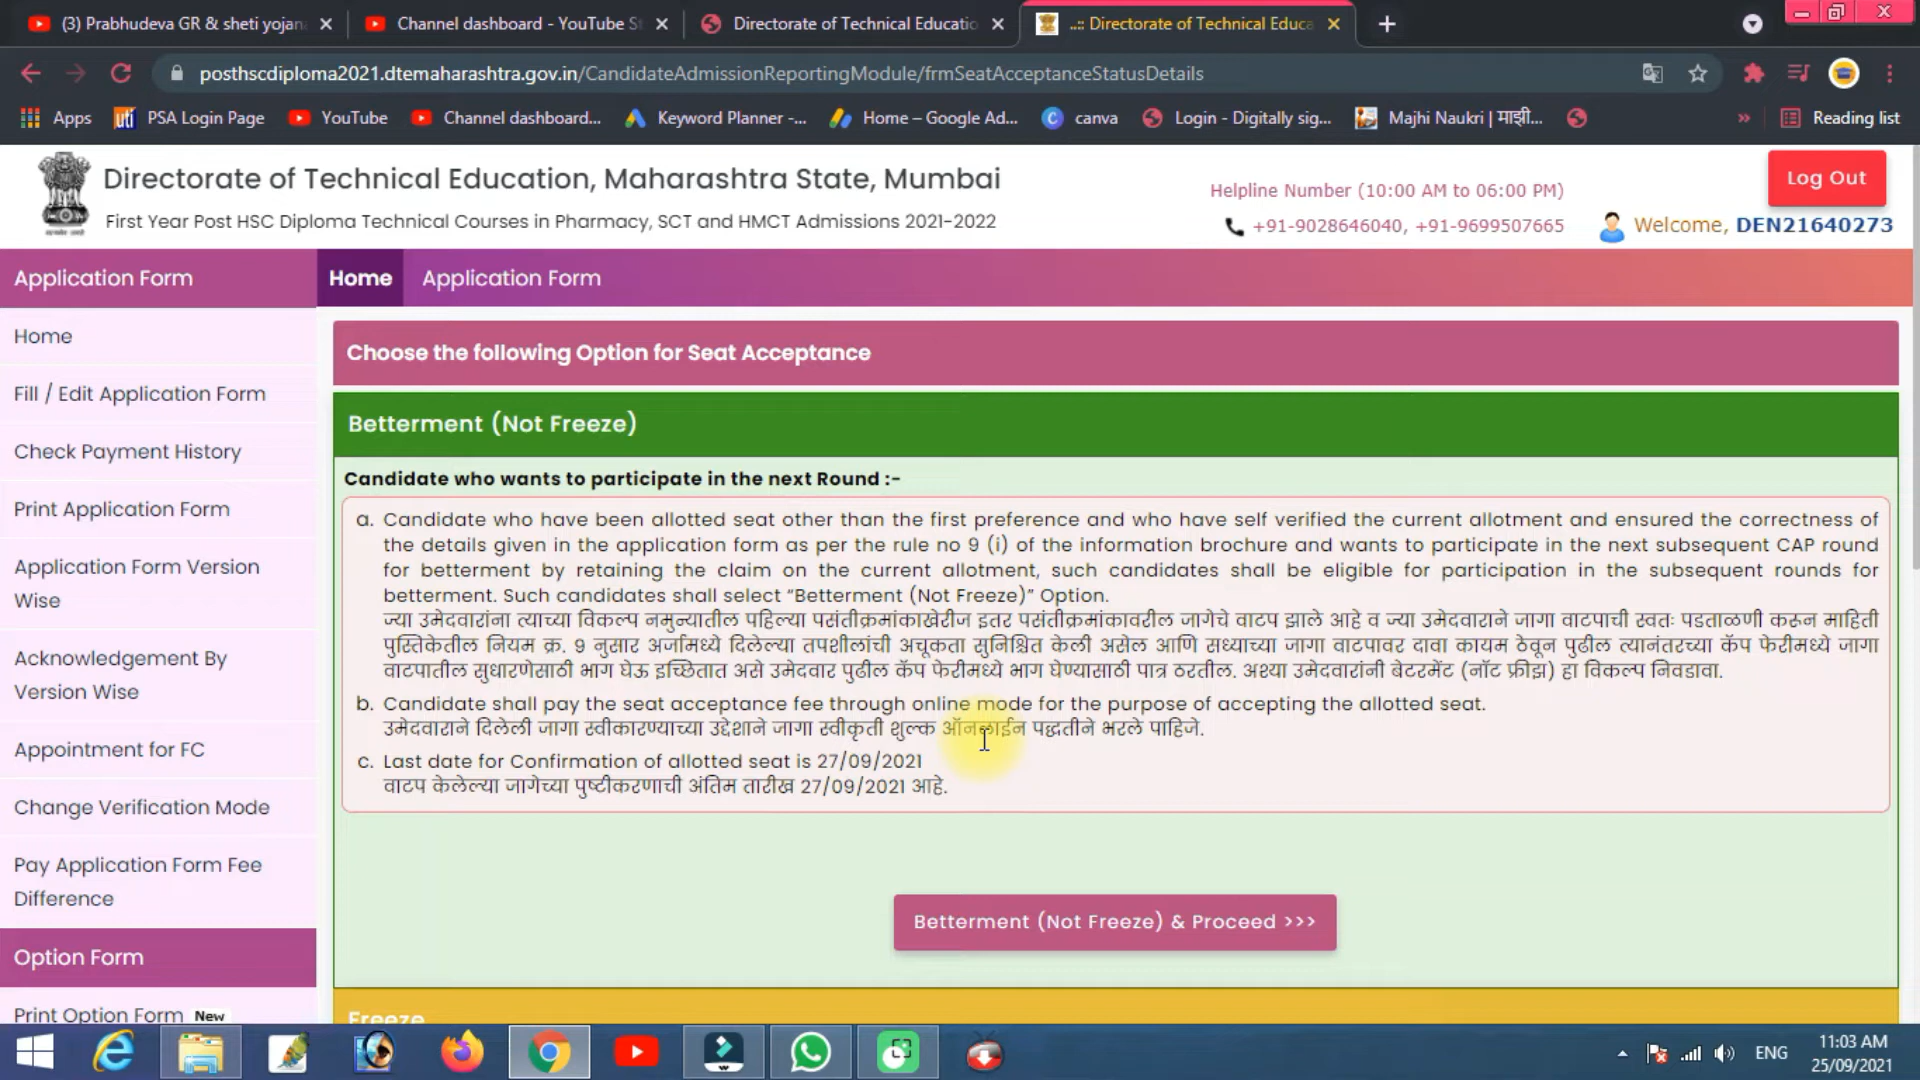 (3) Prabhudeva GR & sheti yojan
Channel dashboard - YouTube S
Directorate of Technical Educatio
..:: Directorate of Technical Educa
posthscdiploma2021.dtemaharashtra.gov.in/CandidateAdmissionReportingModule/frmSeatAcceptanceStatusDetails
Apps
uti PSA Login Page
YouTube
Channel dashboard...
Keyword Planner -...
Home – Google Ad...
C canva
Login - Digitally sig...
Majhi Naukri | माझी...
»
Reading list
Directorate of Technical Education, Maharashtra State, Mumbai
First Year Post HSC Diploma Technical Courses in Pharmacy, SCT and HMCT Admissions 2021-2022
Helpline Number (10:00 AM to 06:00 PM)
+91-9028646040, +91-9699507665
Log Out
Welcome, DEN21640273
Application Form
Home
Application Form
Home
Fill / Edit Application Form
Check Payment History
Print Application Form
Application Form Version
Wise
Acknowledgement By
Version Wise
Appointment for FC
Change Verification Mode
Pay Application Form Fee
Difference
Option Form
Print Option Form New
Choose the following Option for Seat Acceptance
Betterment (Not Freeze)
Candidate who wants to participate in the next Round :-
a. Candidate who have been allotted seat other than the first preference and who have self verified the current allotment and ensured the correctness of
the details given in the application form as per the rule no 9 (i) of the information brochure and wants to participate in the next subsequent CAP round
for betterment by retaining the claim on the current allotment, such candidates shall be eligible for participation in the subsequent rounds for
betterment. Such candidates shall select “Betterment (Not Freeze)” Option.
ज्या उमेदवारांना त्याच्या विकल्प नमुन्यातील पहिल्या पसंतीक्रमांकाखेरीज इतर पसंतीक्रमांकावरील जागेचे वाटप झाले आहे व ज्या उमेदवाराने जागा वाटपाची स्वतः पडताळणी करून माहिती
पुस्तिकेतील नियम क्र. 9 नुसार अर्जामध्ये दिलेल्या तपशीलांची अचूकता सुनिश्चित केली असेल आणि सध्याच्या जागा वाटपावर दावा कायम ठेवून पुढील त्यानंतरच्या कॅप फेरीमध्ये जागा
वाटपातील सुधारणेसाठी भाग घेऊ इच्छितात असे उमेदवार पुढील कॅप फेरीमध्ये भाग घेण्यासाठी पात्र ठरतील. अश्या उमेदवारांनी बेटरमेंट (नॉट फ्रीझ) हा विकल्प निवडावा.
b. Candidate shall pay the seat acceptance fee through online mode for the purpose of accepting the allotted seat.
उमेदवाराने दिलेली जागा स्वीकारण्याच्या उद्देशाने जागा स्वीकृती शुल्क ऑनलाईन पद्धतीने भरले पाहिजे.
c. Last date for Confirmation of allotted seat is 27/09/2021
वाटप केलेल्या जागेच्या पुष्टीकरणाची अंतिम तारीख 27/09/2021 आहे.
Betterment (Not Freeze) & Proceed >>>
Freeze
ENG
11:03 AM
25/09/2021